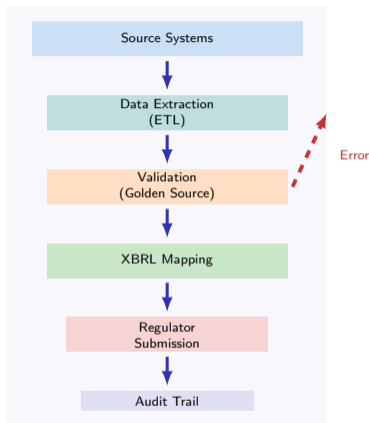 Source Systems
Data Extraction
(ETL)
Error
Validation
(Golden Source)
XBRL Mapping
Regulator
Submission
Audit Trail